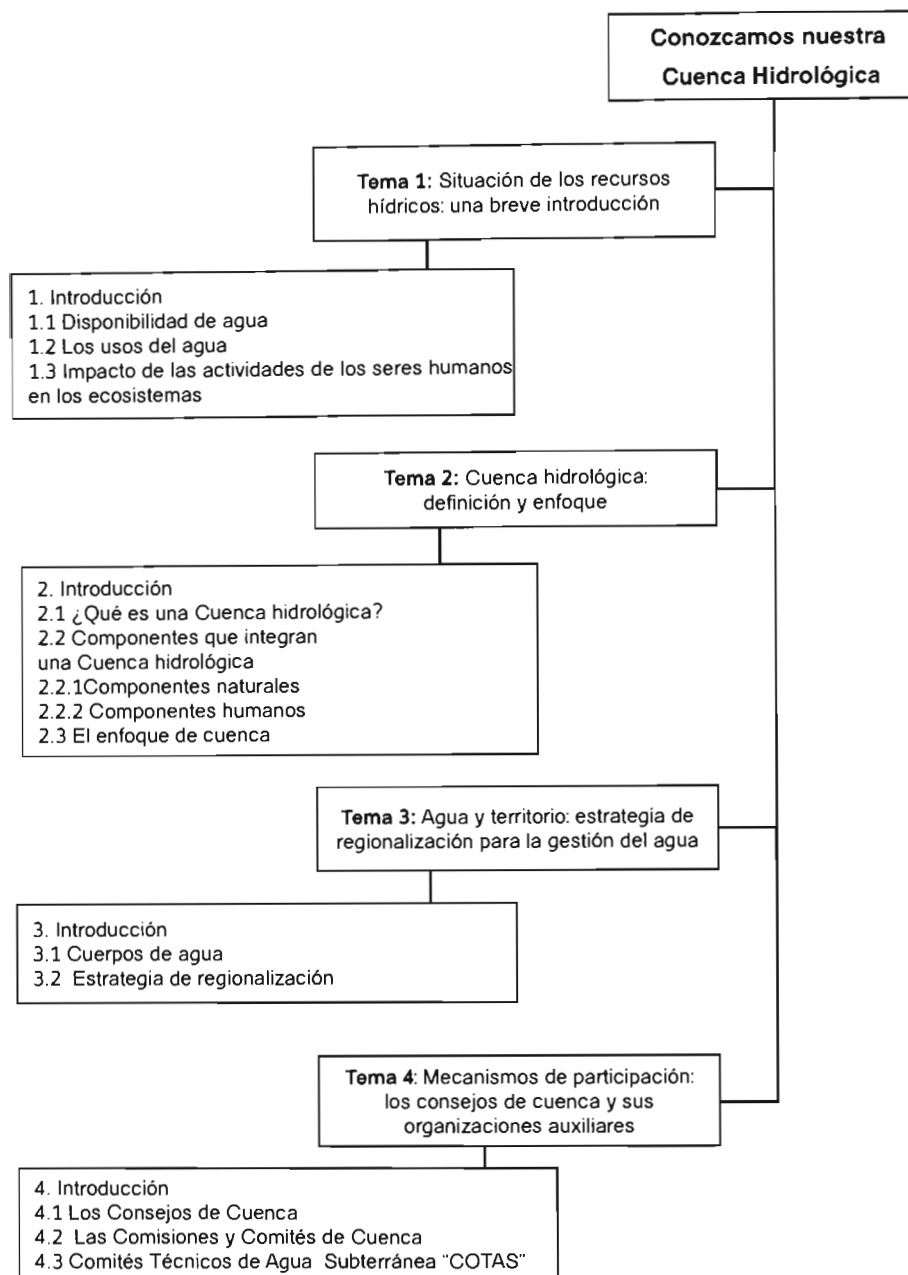 Conozcamos nuestra
Cuenca Hidrológica
Tema 1: Situación de los recursos
hídricos: una breve introducción
1. Introducción
1.1 Disponibilidad de agua
1.2 Los usos del agua
1.3 Impacto de las actividades de los seres humanos
en los ecosistemas
Tema 2: Cuenca hidrológica:
definición y enfoque
2. Introducción
2.1 ¿Qué es una Cuenca hidrológica?
2.2 Componentes que integran
una Cuenca hidrológica
2.2.1Componentes naturales
2.2.2 Componentes humanos
2.3 El enfoque de cuenca
Tema 3: Agua y territorio: estrategia de
regionalización para la gestión del agua
3. Introducción
3.1 Cuerpos de agua
3.2 Estrategia de regionalización
Tema 4: Mecanismos de participación:
los consejos de cuenca y sus
organizaciones auxiliares
4. Introducción
4.1 Los Consejos de Cuenca
4.2 Las Comisiones y Comités de Cuenca
4.3 Comités Técnicos de Agua Subterránea "COTAS"